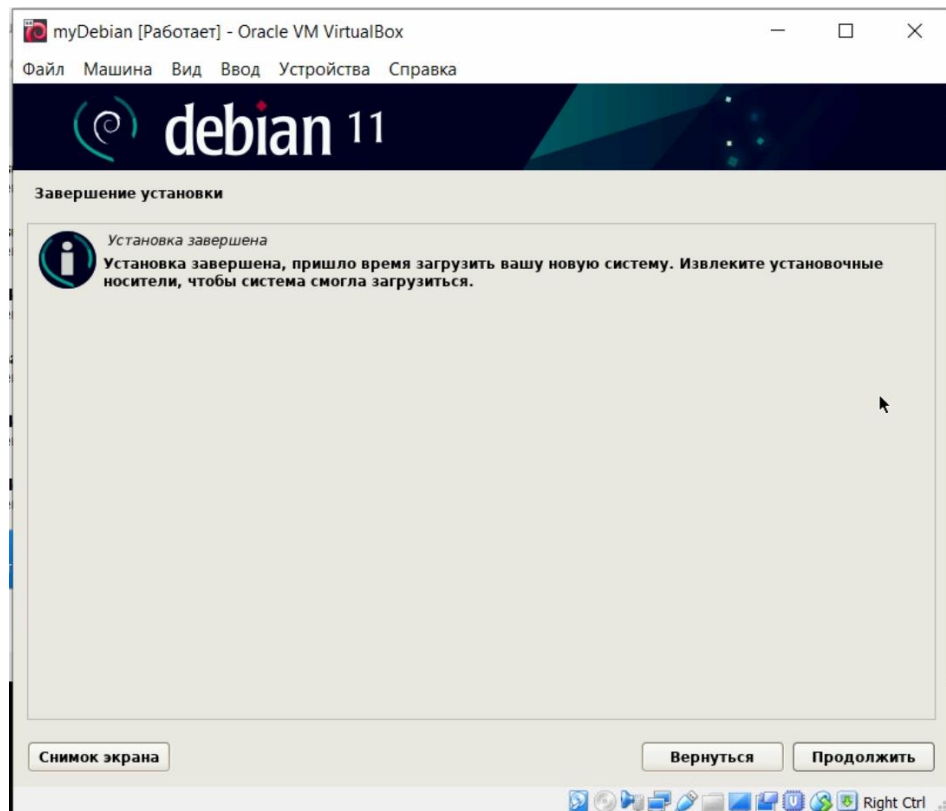 myDebian [Работает] - Oracle VM VirtualBox
Файл Машина Вид Ввод Устройства Справка
debian 11
Завершение установки
Установка завершена
Установка завершена, пришло время загрузить вашу новую систему. Извлеките установочные
носители, чтобы система смогла загрузиться.
Снимок экрана Вернуться Продолжить
Right Ctrl